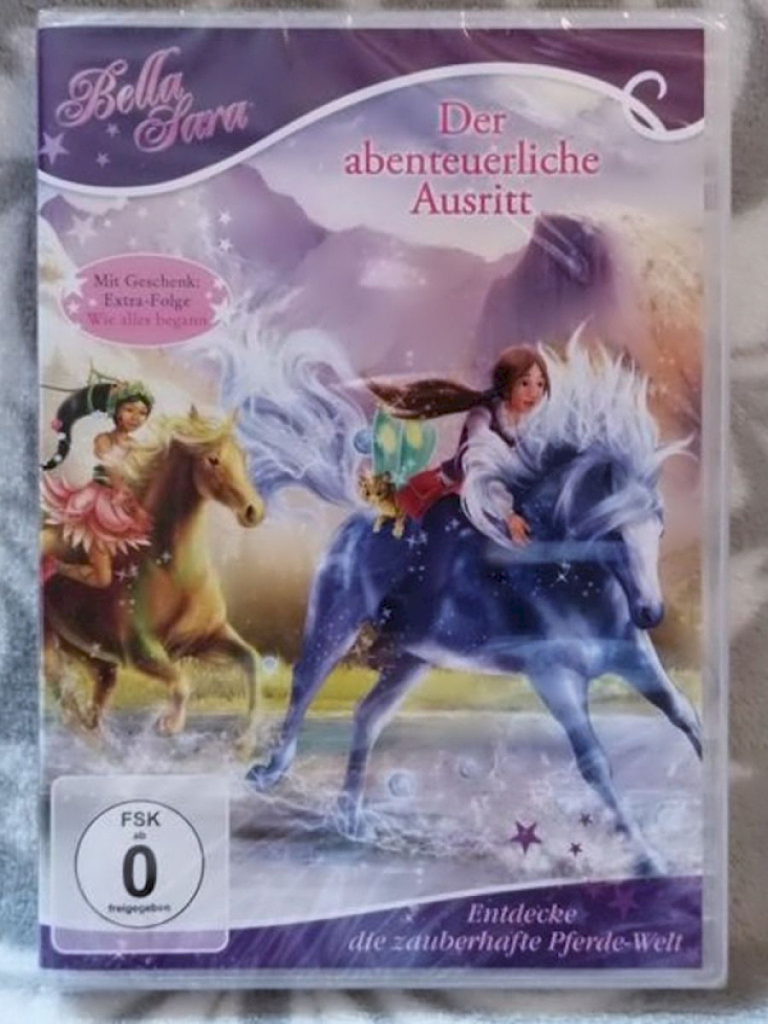 Bella
Sara
Der
abenteuerliche
Ausritt
Mit Geschenk:
Extra-Folge
Wie alles begann
FSK
ab
0
freigegeben
Entdecke
die zauberhafte Pferde-Welt